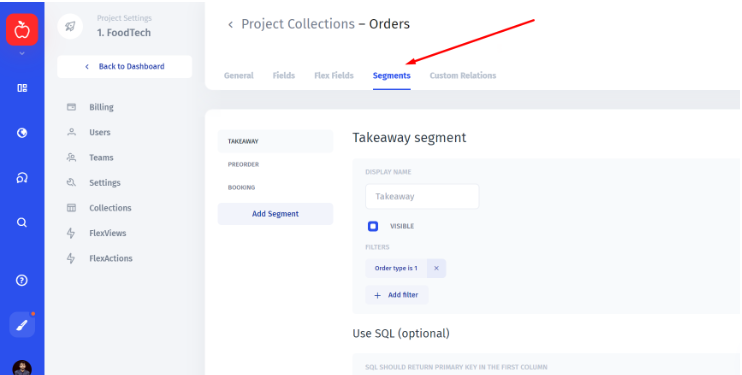 Project Settings
1. FoodTech
‹ Back to Dashboard
Billing
Users
Teams
Settings
Collections
FlexViews
FlexActions
‹ Project Collections – Orders
General Fields Flex Fields Segments Custom Relations
TAKEAWAY
PREORDER
BOOKING
Add Segment
Takeaway segment
DISPLAY NAME
Takeaway
VISIBLE
FILTERS
Order type is 1 ×
+ Add filter
Use SQL (optional)
SQL SHOULD RETURN PRIMARY KEY IN THE FIRST COLUMN